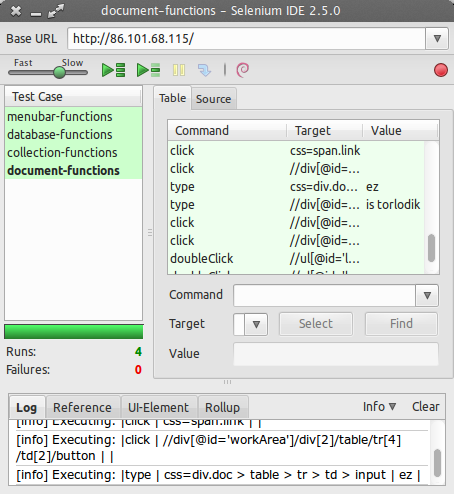 document-functions – Selenium IDE 2.5.0
Base URL http://86.101.68.115/
Fast Slow
Test Case
menubar-functions
database-functions
collection-functions
document-functions
Runs: 4
Failures: 0
Table Source
Command Target Value
click css=span.link
click //div[@id=...
type css=div.do... ez
type //div[@id=... is torlodik
click //div[@id=...
click //div[@id=...
doubleClick //ul[@id='l...
Command
Target Select Find
Value
Log Reference UI-Element Rollup Info Clear
[info] Executing: |click | css=span.link | |
[info] Executing: |click | //div[@id='workArea']/div[2]/table/tr[4]
/td[2]/button | |
[info] Executing: |type | css=div.doc > table > tr > td > input | ez |